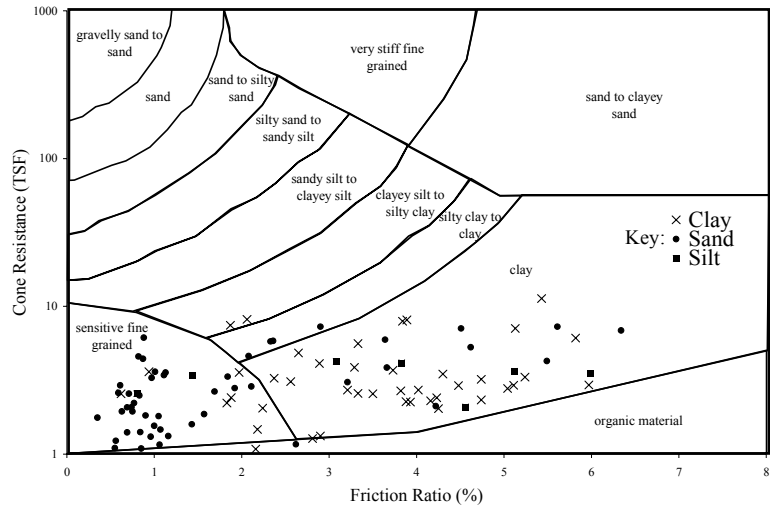 1000
100
10
1
Cone Resistance (TSF)
gravelly sand to
sand
sand
sand to silty
sand
silty sand to
sandy silt
sandy silt to
clayey silt
clayey silt to
silty clay
silty clay to
clay
very stiff fine
grained
sand to clayey
sand
clay
sensitive fine
grained
organic material
Key:
Clay
Sand
Silt
0 1 2 3 4 5 6 7 8
Friction Ratio (%)